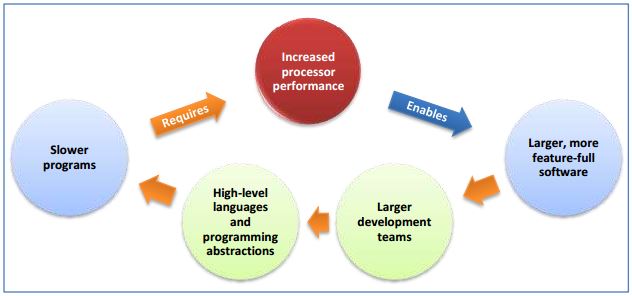 Increased
processor
performance
Enables
Larger, more
feature-full
software
Larger
development
teams
High-level
languages
and
programming
abstractions
Slower
programs
Requires